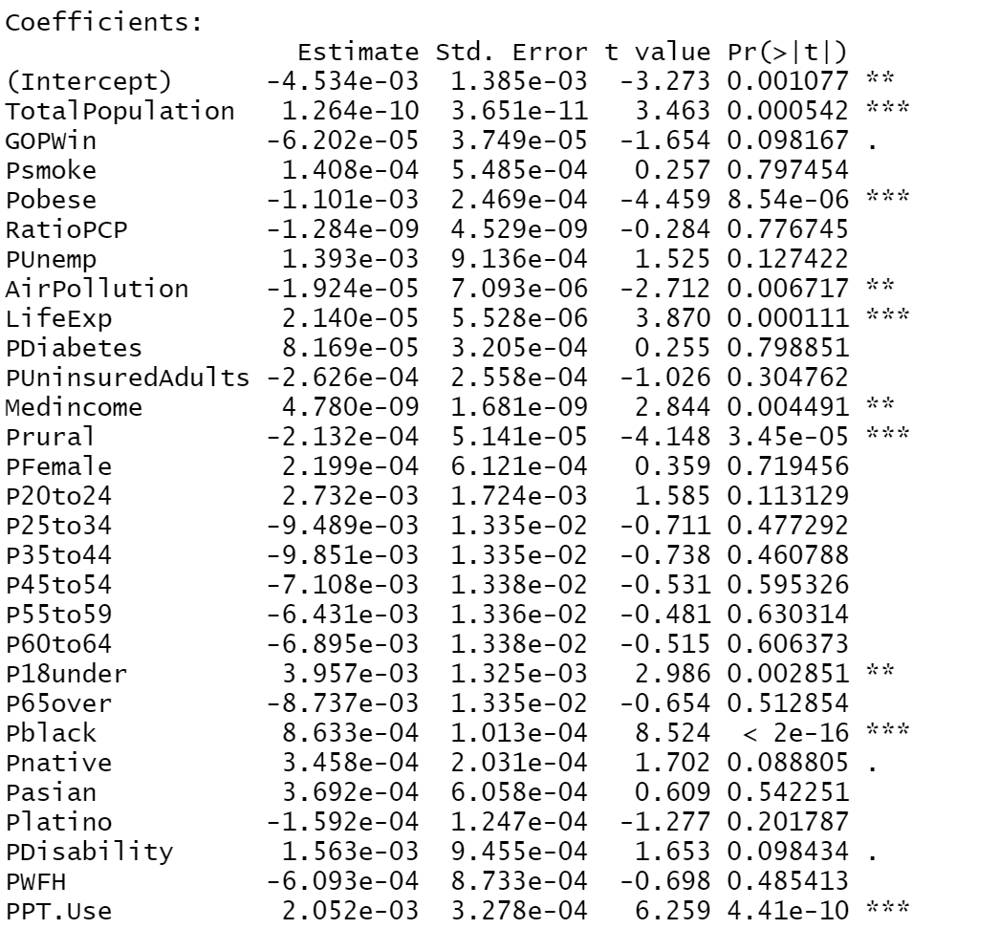 Coefficients:
Estimate Std. Error t value Pr(>|t|)
(Intercept) -4.534e-03 1.385e-03 -3.273 0.001077 **
TotalPopulation 1.264e-10 3.651e-11 3.463 0.000542 ***
GOPWin -6.202e-05 3.749e-05 -1.654 0.098167 .
Psmoke 1.408e-04 5.485e-04 0.257 0.797454
Pobese -1.101e-03 2.469e-04 -4.459 8.54e-06 ***
RatioPCP -1.284e-09 4.529e-09 -0.284 0.776745
PUnemp 1.393e-03 9.136e-04 1.525 0.127422
AirPollution -1.924e-05 7.093e-06 -2.712 0.006717 **
LifeExp 2.140e-05 5.528e-06 3.870 0.000111 ***
PDiabetes 8.169e-05 3.205e-04 0.255 0.798851
PUninsuredAdults -2.626e-04 2.558e-04 -1.026 0.304762
Medincome 4.780e-09 1.681e-09 2.844 0.004491 **
Prural -2.132e-04 5.141e-05 -4.148 3.45e-05 ***
PFemale 2.199e-04 6.121e-04 0.359 0.719456
P20to24 2.732e-03 1.724e-03 1.585 0.113129
P25to34 -9.489e-03 1.335e-02 -0.711 0.477292
P35to44 -9.851e-03 1.335e-02 -0.738 0.460788
P45to54 -7.108e-03 1.338e-02 -0.531 0.595326
P55to59 -6.431e-03 1.336e-02 -0.481 0.630314
P60to64 -6.895e-03 1.338e-02 -0.515 0.606373
P18under 3.957e-03 1.325e-03 2.986 0.002851 **
P65over -8.737e-03 1.335e-02 -0.654 0.512854
Pblack 8.633e-04 1.013e-04 8.524 < 2e-16 ***
Pnative 3.458e-04 2.031e-04 1.702 0.088805 .
Pasian 3.692e-04 6.058e-04 0.609 0.542251
Platino -1.592e-04 1.247e-04 -1.277 0.201787
PDisability 1.563e-03 9.455e-04 1.653 0.098434 .
PWFH -6.093e-04 8.733e-04 -0.698 0.485413
PPT.Use 2.052e-03 3.278e-04 6.259 4.41e-10 ***